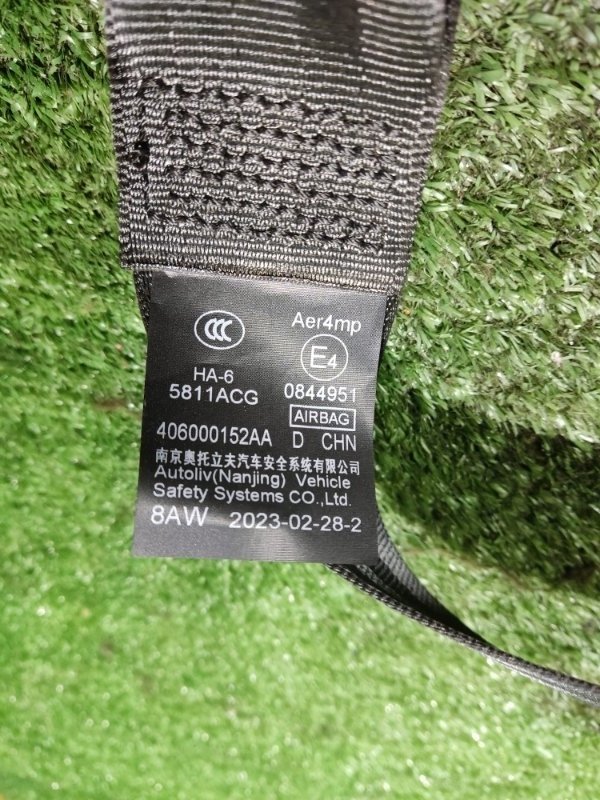 CCC Aer4mp
E4
HA-6
5811ACG 0844951
AIRBAG
406000152AA D CHN
南京奥托立夫汽车安全系统有限公司
Autoliv(Nanjing) Vehicle
Safety Systems CO.,Ltd.
8AW 2023-02-28-2